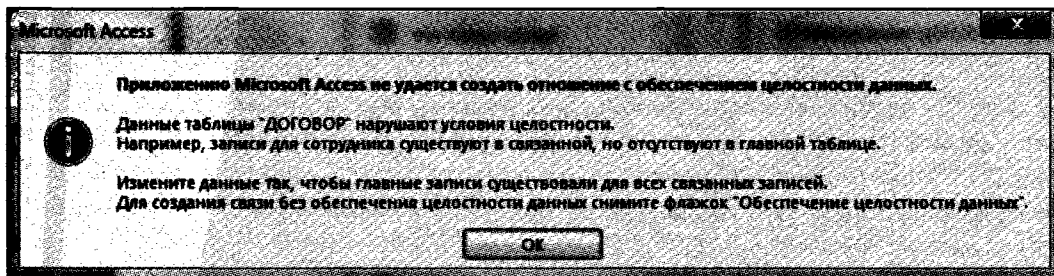 Microsoft Access
Приложению Microsoft Access не удается создать отношение с обеспечением целостности данных.
Данные таблицы "ДОГОВОР" нарушают условия целостности.
Например, записи для сотрудника существуют в связанной, но отсутствуют в главной таблице.
Измените данные так, чтобы главные записи существовали для всех связанных записей.
Для создания связи без обеспечения целостности данных снимите флажок "Обеспечение целостности данных".
ОК